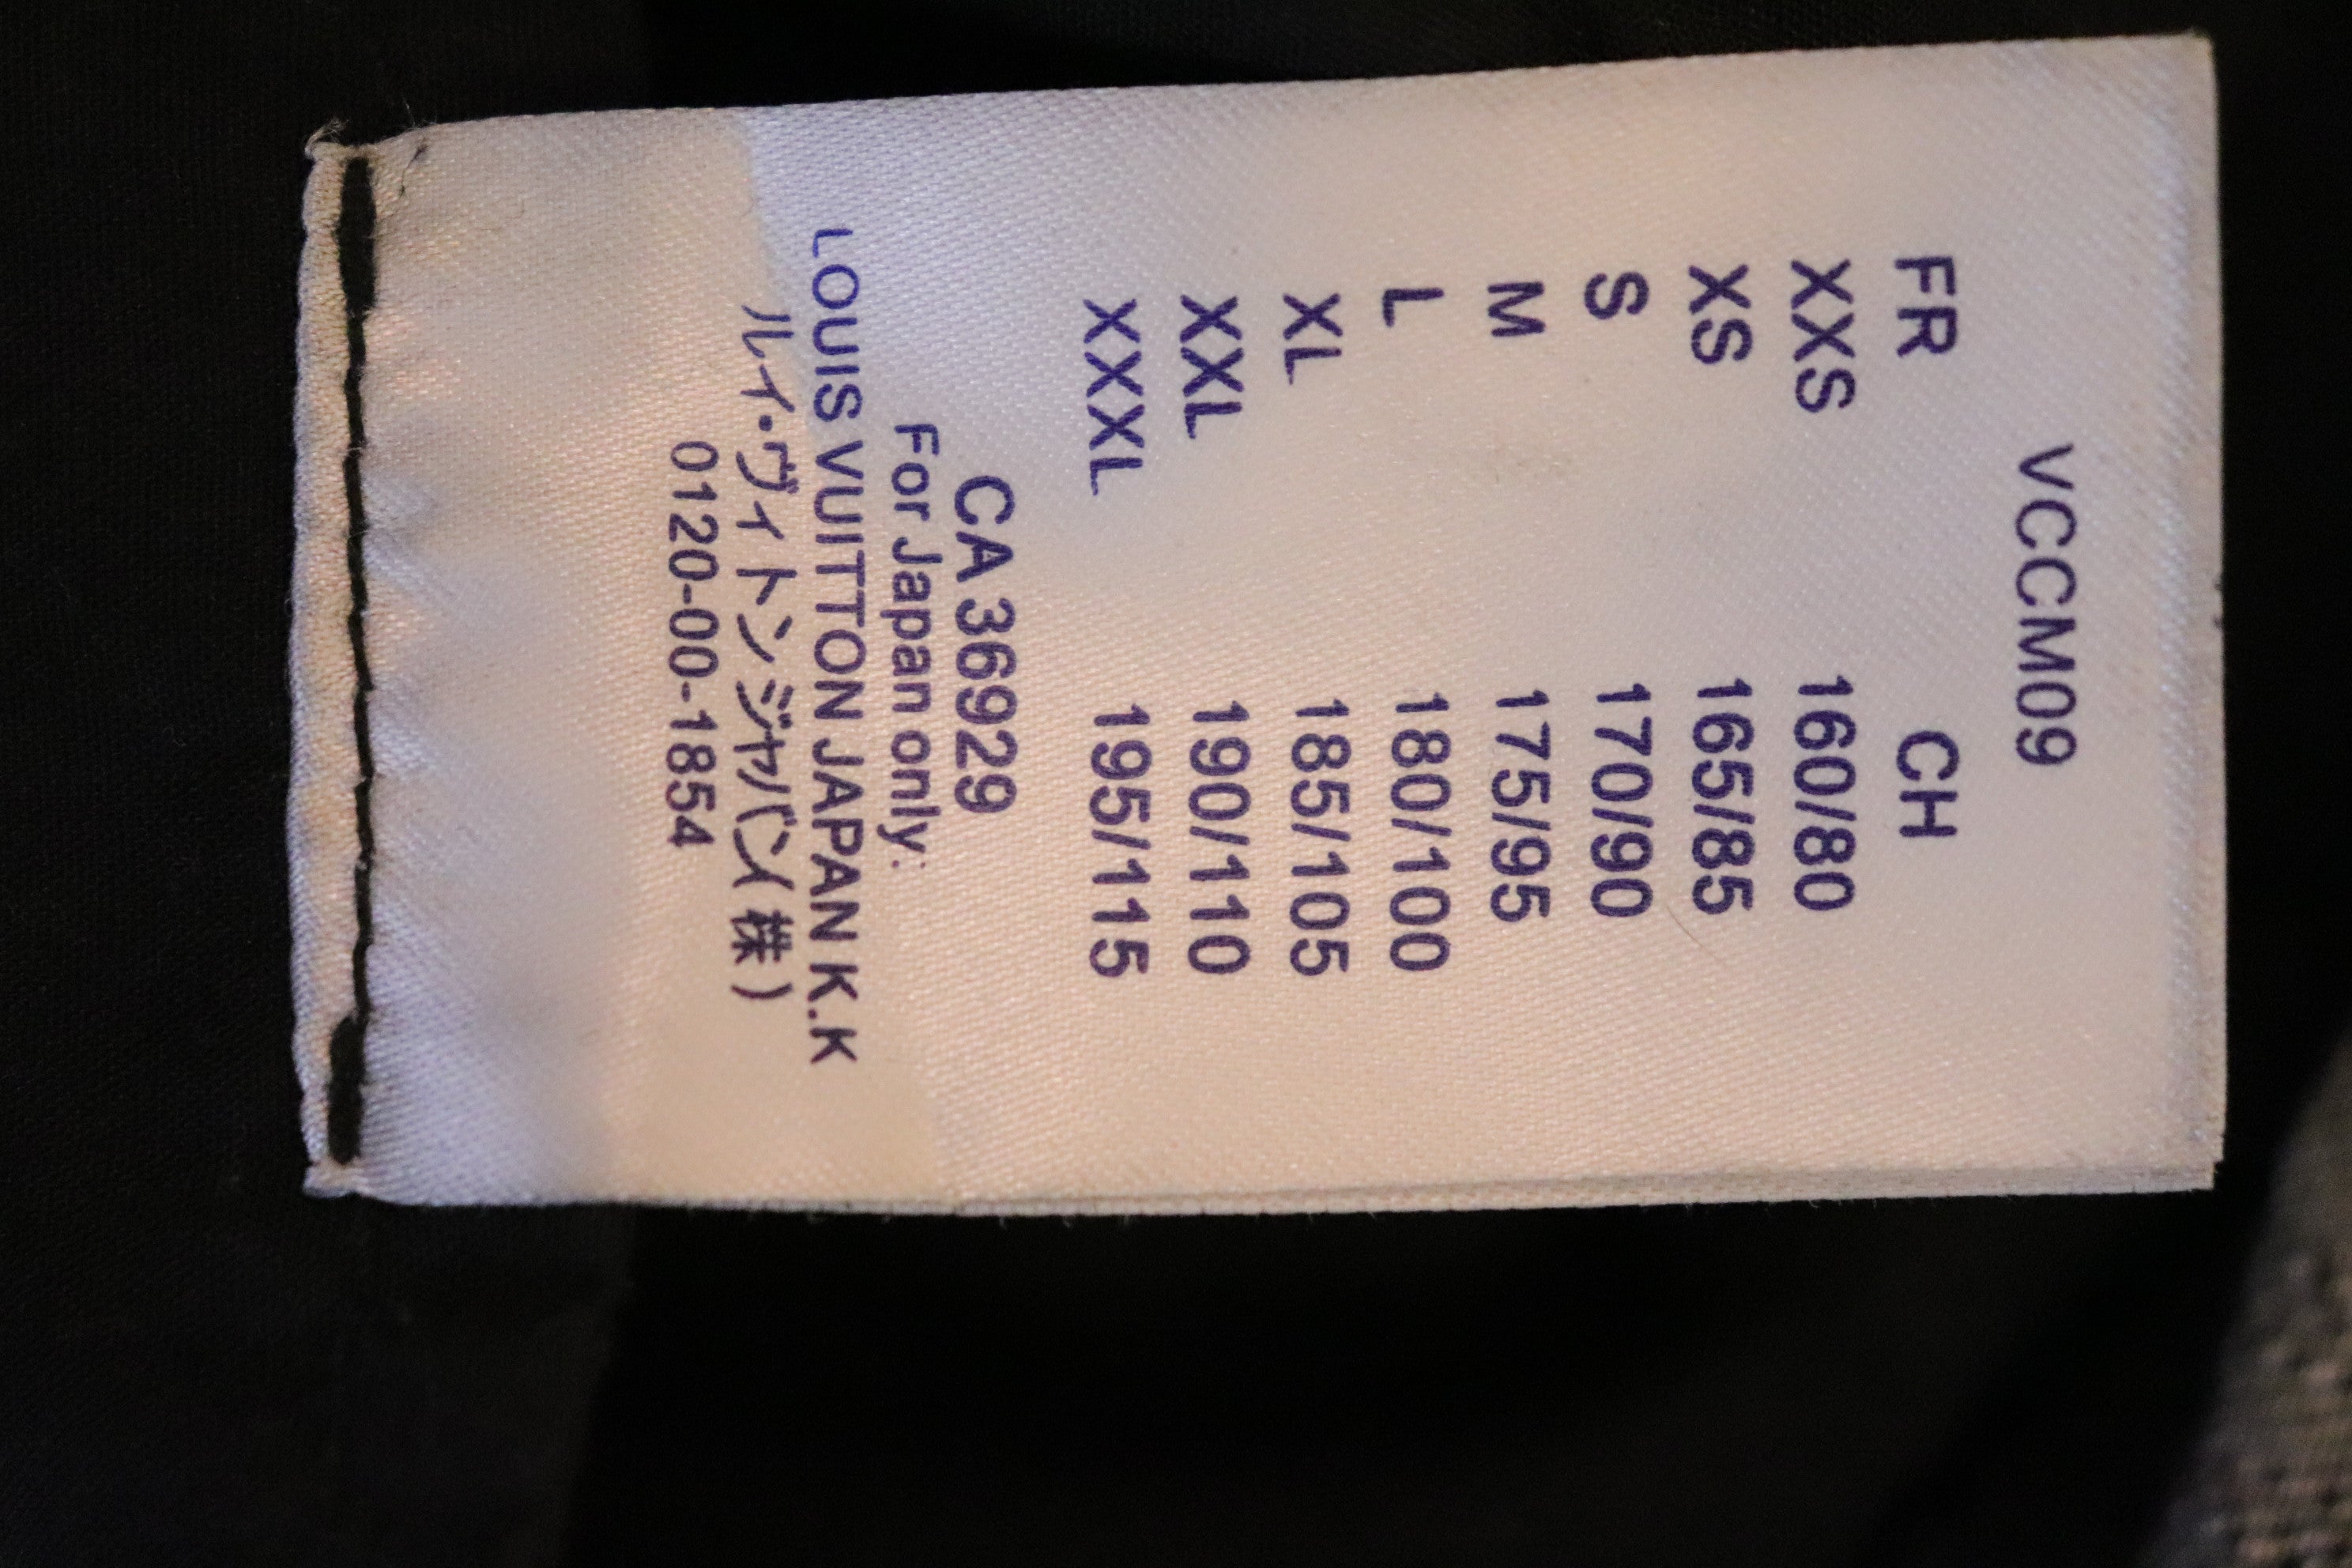 VCCM09
FR CH
XXS 160/80
XS 165/85
S 170/90
M 175/95
L 180/100
XL 185/105
XXL 190/110
XXXL 195/115
CA 36929
For Japan only:
LOUIS VUITTON JAPAN K.K
ルイ・ヴィトン ジャパン(株)
0120-00-1854